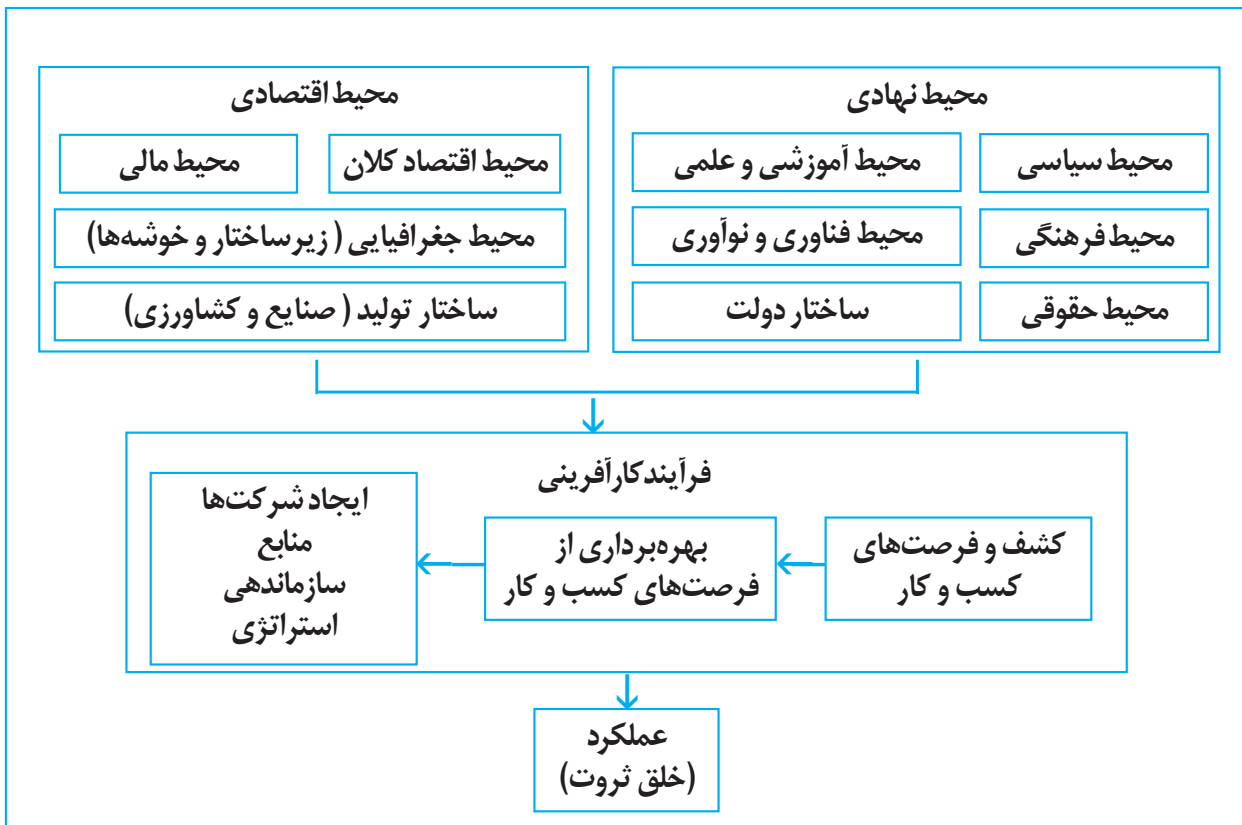 محیط نهادی
محیط سیاسی
محیط آموزشی و علمی
محیط فرهنگی
محیط فناوری و نوآوری
محیط حقوقی
ساختار دولت
محیط اقتصادی
محیط اقتصاد کلان
محیط مالی
محیط جغرافیایی (زیرساختار و خوشه‌ها)
ساختار تولید (صنایع و کشاورزی)
فرآیند کارآفرینی
کشف و فرصت‌های
کسب و کار
بهره‌برداری از
فرصت‌های کسب و کار
ایجاد شرکت‌ها
منابع
سازماندهی
استراتژی
عملکرد
(خلق ثروت)